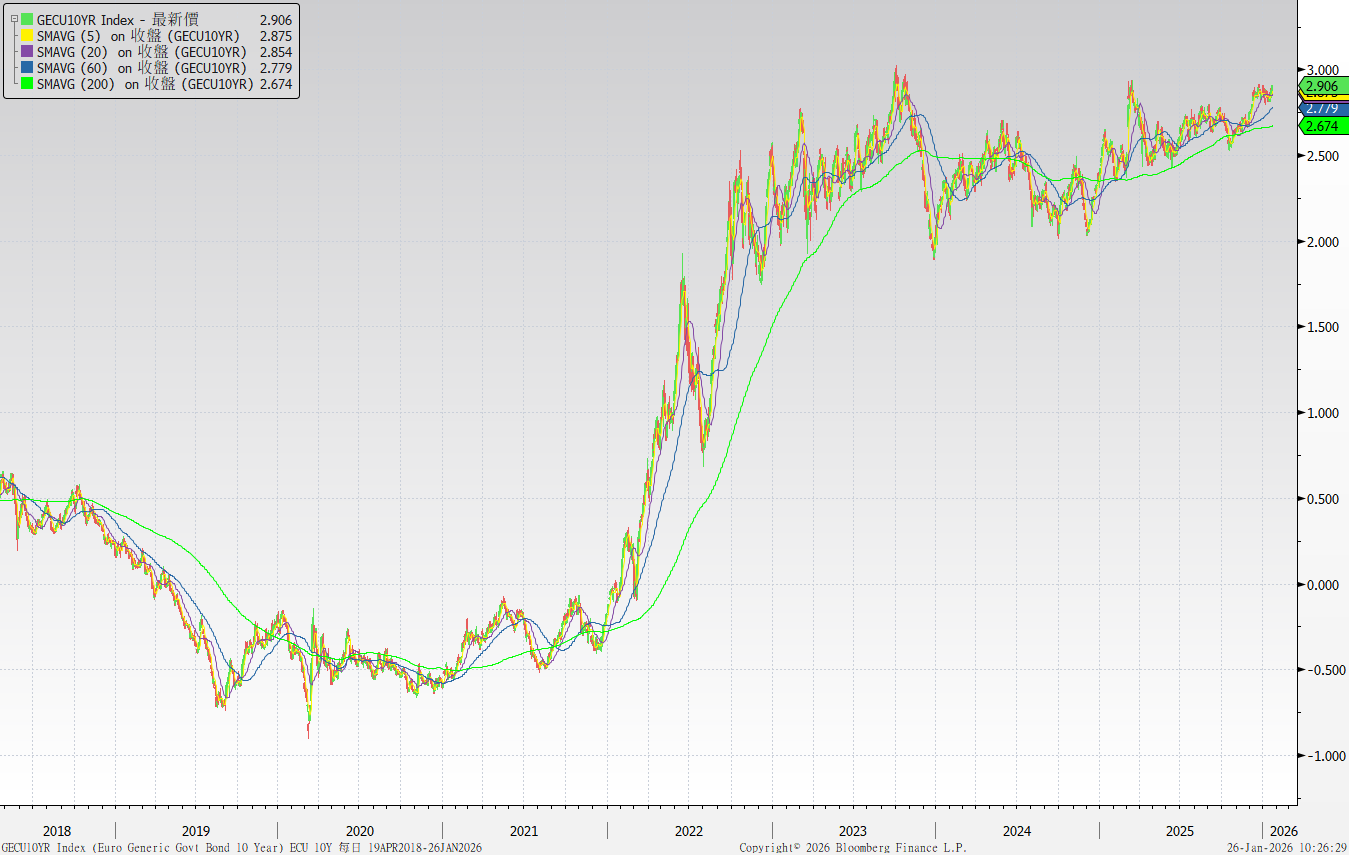 GECU10YR Index - 最新價 2.906
SMAVG (5) on 收盤 (GECU10YR) 2.875
SMAVG (20) on 收盤 (GECU10YR) 2.854
SMAVG (60) on 收盤 (GECU10YR) 2.779
SMAVG (200) on 收盤 (GECU10YR) 2.674
3.000
2.906
2.779
2.674
2.500
2.000
1.500
1.000
0.500
0.000
-0.500
-1.000
2018 2019 2020 2021 2022 2023 2024 2025 2026
GECU10YR Index (Euro Generic Govt Bond 10 Year) ECU 10Y 每日 19APR2018-26JAN2026 Copyright© 2026 Bloomberg Finance L.P. 26-Jan-2026 10:26:29